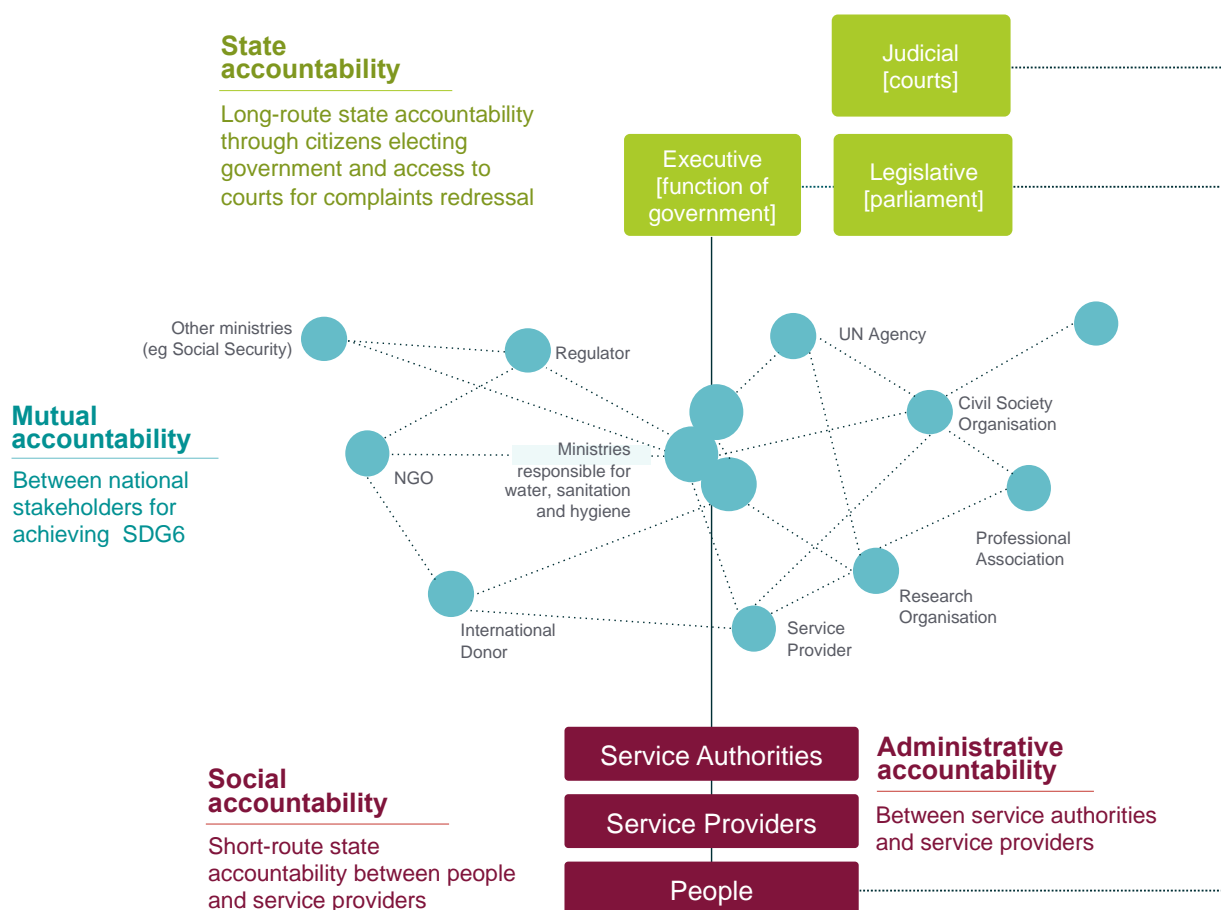 State
accountability
Long-route state accountability
through citizens electing
government and access to
courts for complaints redressal
Judicial
[courts]
Executive
[function of
government]
Legislative
[parliament]
Other ministries
(eg Social Security)
Regulator
UN Agency
Mutual
accountability
Between national
stakeholders for
achieving SDG6
NGO
Ministries
responsible for
water, sanitation
and hygiene
Civil Society
Organisation
Professional
Association
International
Donor
Service
Provider
Research
Organisation
Service Authorities
Service Providers
People
Social
accountability
Short-route state
accountability between people
and service providers
Administrative
accountability
Between service authorities
and service providers